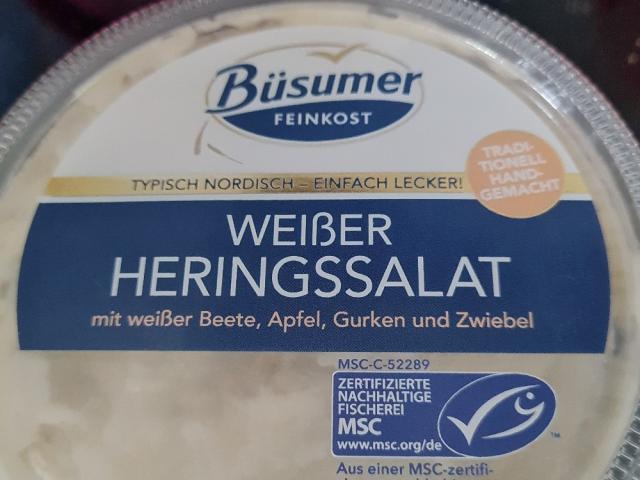 Büsumer
FEINKOST
TRADI-
TIONELL
HAND-
GEMACHT
TYPISCH NORDISCH – EINFACH LECKER!
WEIẞER
HERINGSSALAT
mit weißer Beete, Apfel, Gurken und Zwiebel
MSC-C-52289
ZERTIFIZIERTE
NACHHALTIGE
FISCHEREI
MSC
www.msc.org/de
TM
Aus einer MSC-zertifi-